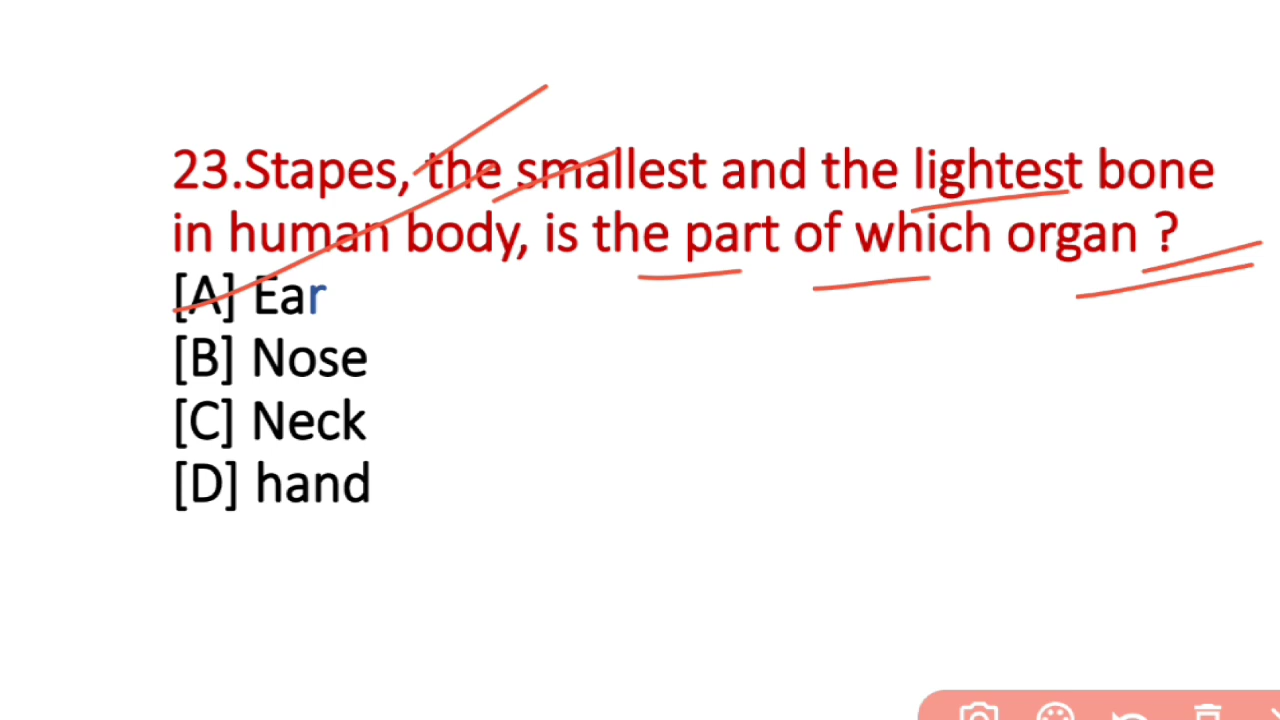 23.Stapes, the smallest and the lightest bone
in human body, is the part of which organ ?
[A] Ear
[B] Nose
[C] Neck
[D] hand